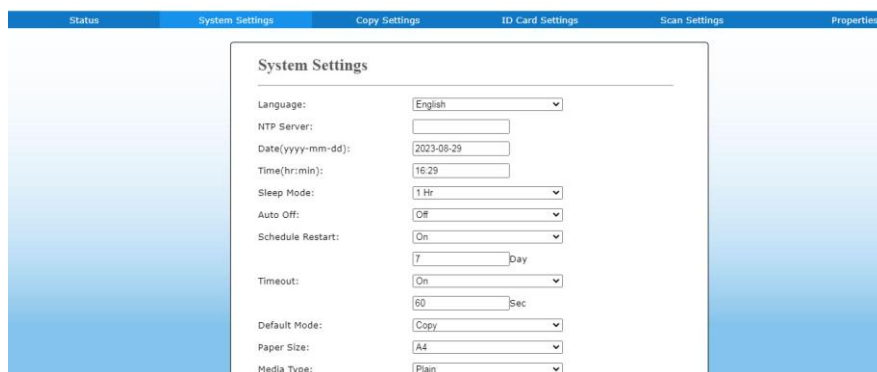 Status System Settings Copy Settings ID Card Settings Scan Settings Properties
System Settings
Language: English
NTP Server:
Date(yyyy-mm-dd): 2023-08-29
Time(hr:min): 16:29
Sleep Mode: 1 Hr
Auto Off: Off
Schedule Restart: On
7 Day
Timeout: On
60 Sec
Default Mode: Copy
Paper Size: A4
Media Type: Plain